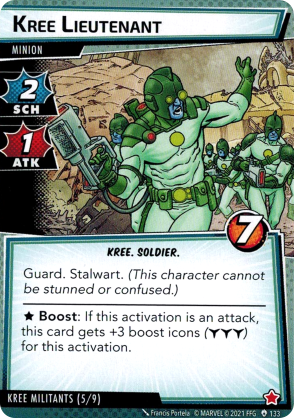 KREE LIEUTENANT
MINION
2
SCH
1
ATK
7
KREE. SOLDIER.
Guard. Stalwart. (This character cannot
be stunned or confused.)
★ Boost: If this activation is an attack,
this card gets +3 boost icons ( )
for this activation.
KREE MILITANTS (5/9)
Francis Portela © MARVEL © 2021 FFG 133